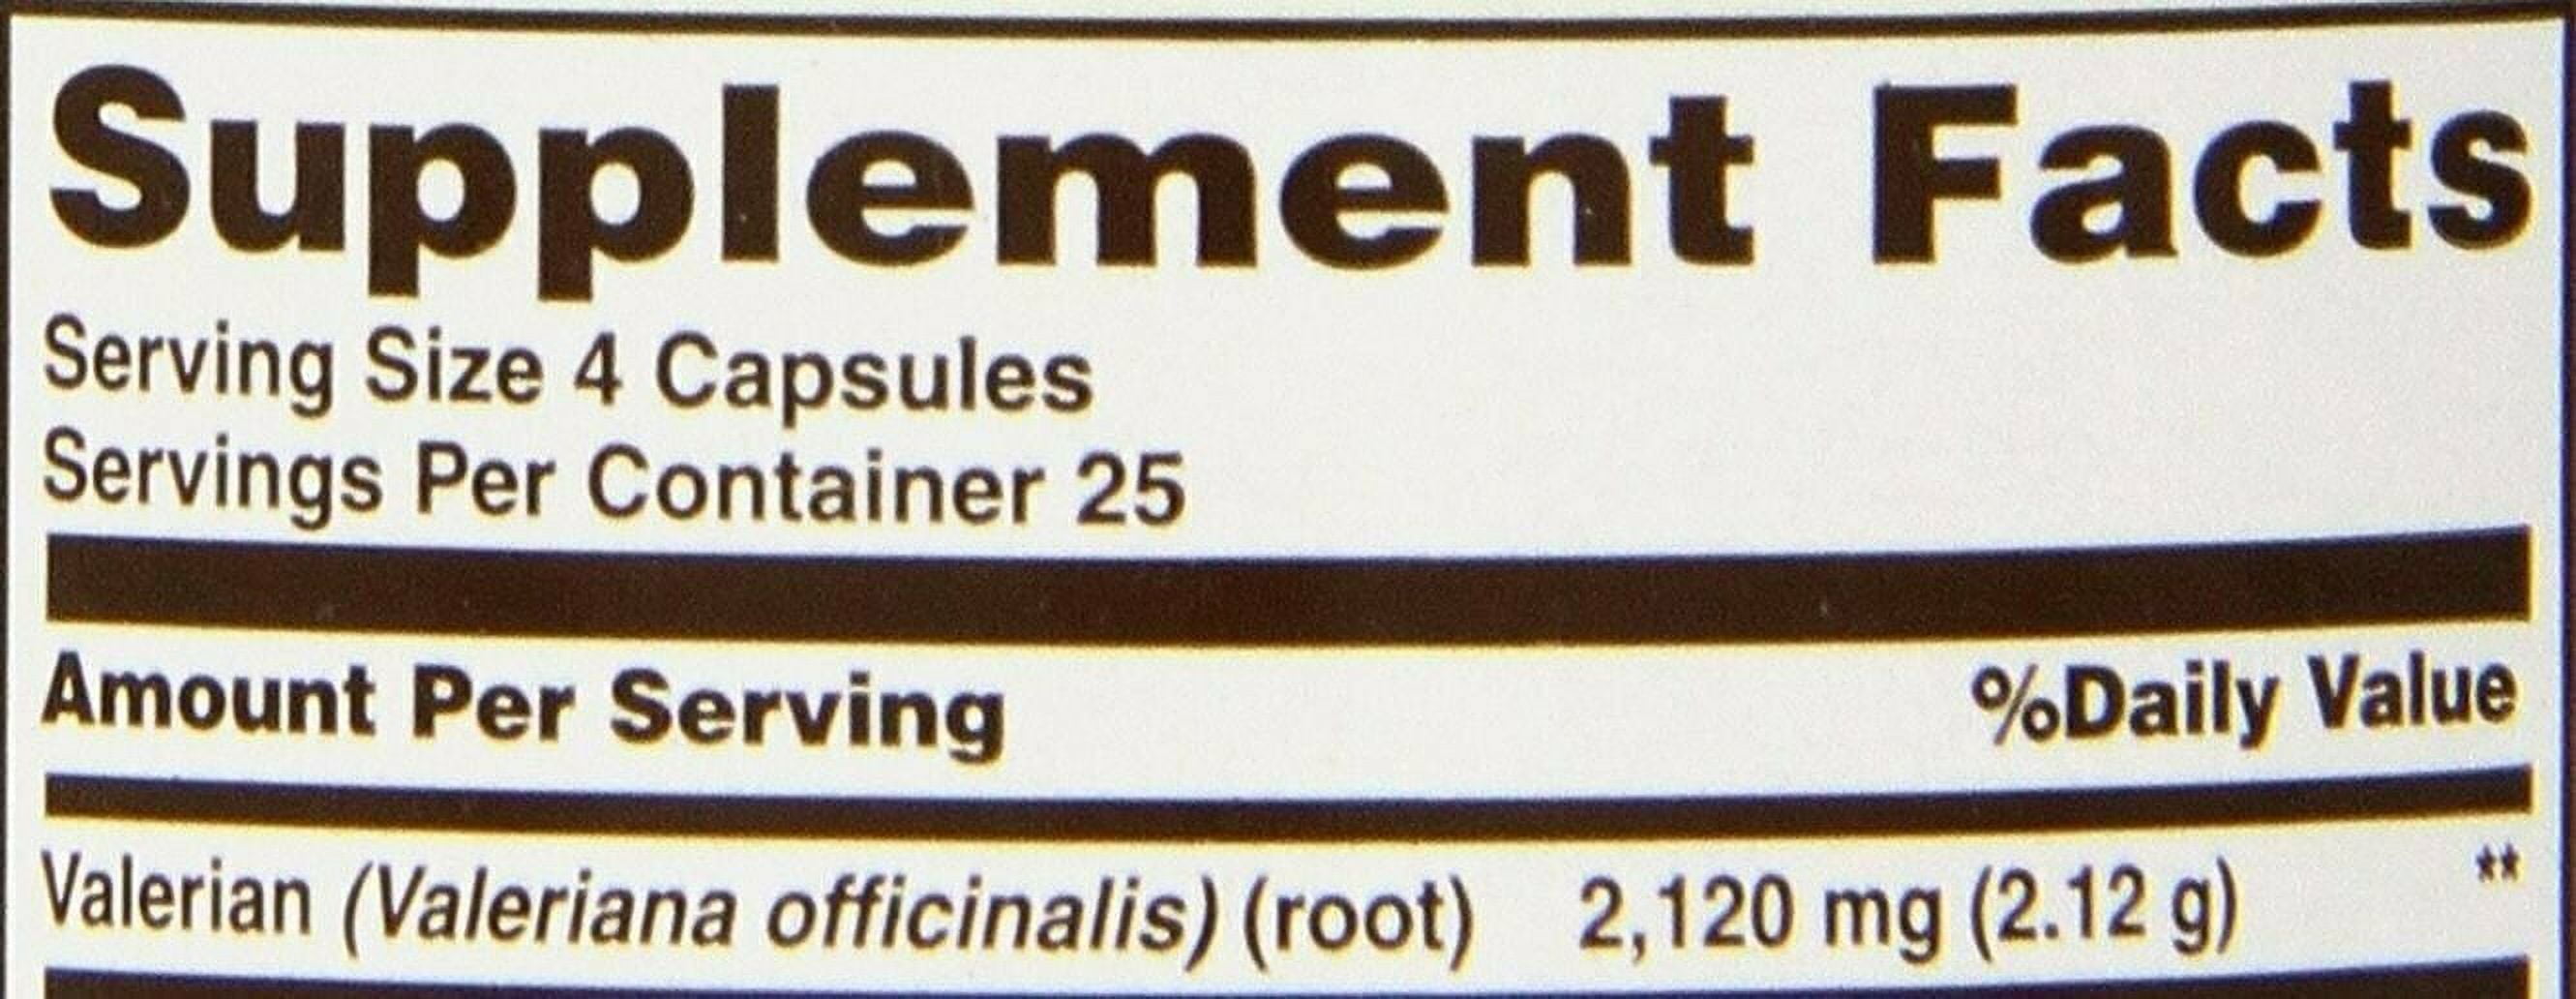 Supplement Facts
Serving Size 4 Capsules
Servings Per Container 25
Amount Per Serving %Daily Value
Valerian (Valeriana officinalis) (root) 2,120 mg (2.12 g) **